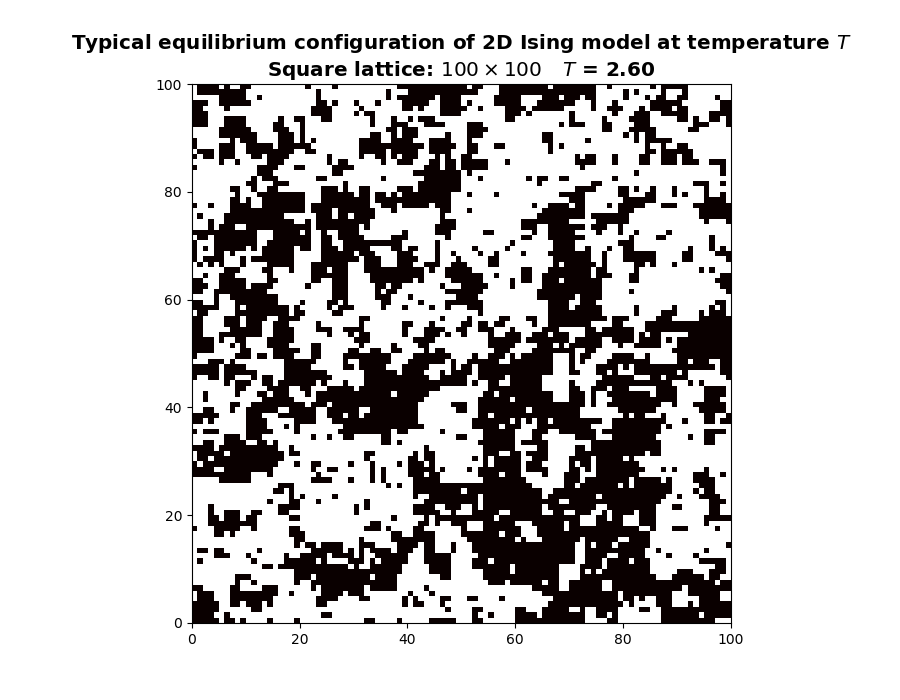 Typical equilibrium configuration of 2D Ising model at temperature T
Square lattice: 100 × 100 T = 2.60
100
80
60
40
20
0
0 20 40 60 80 100